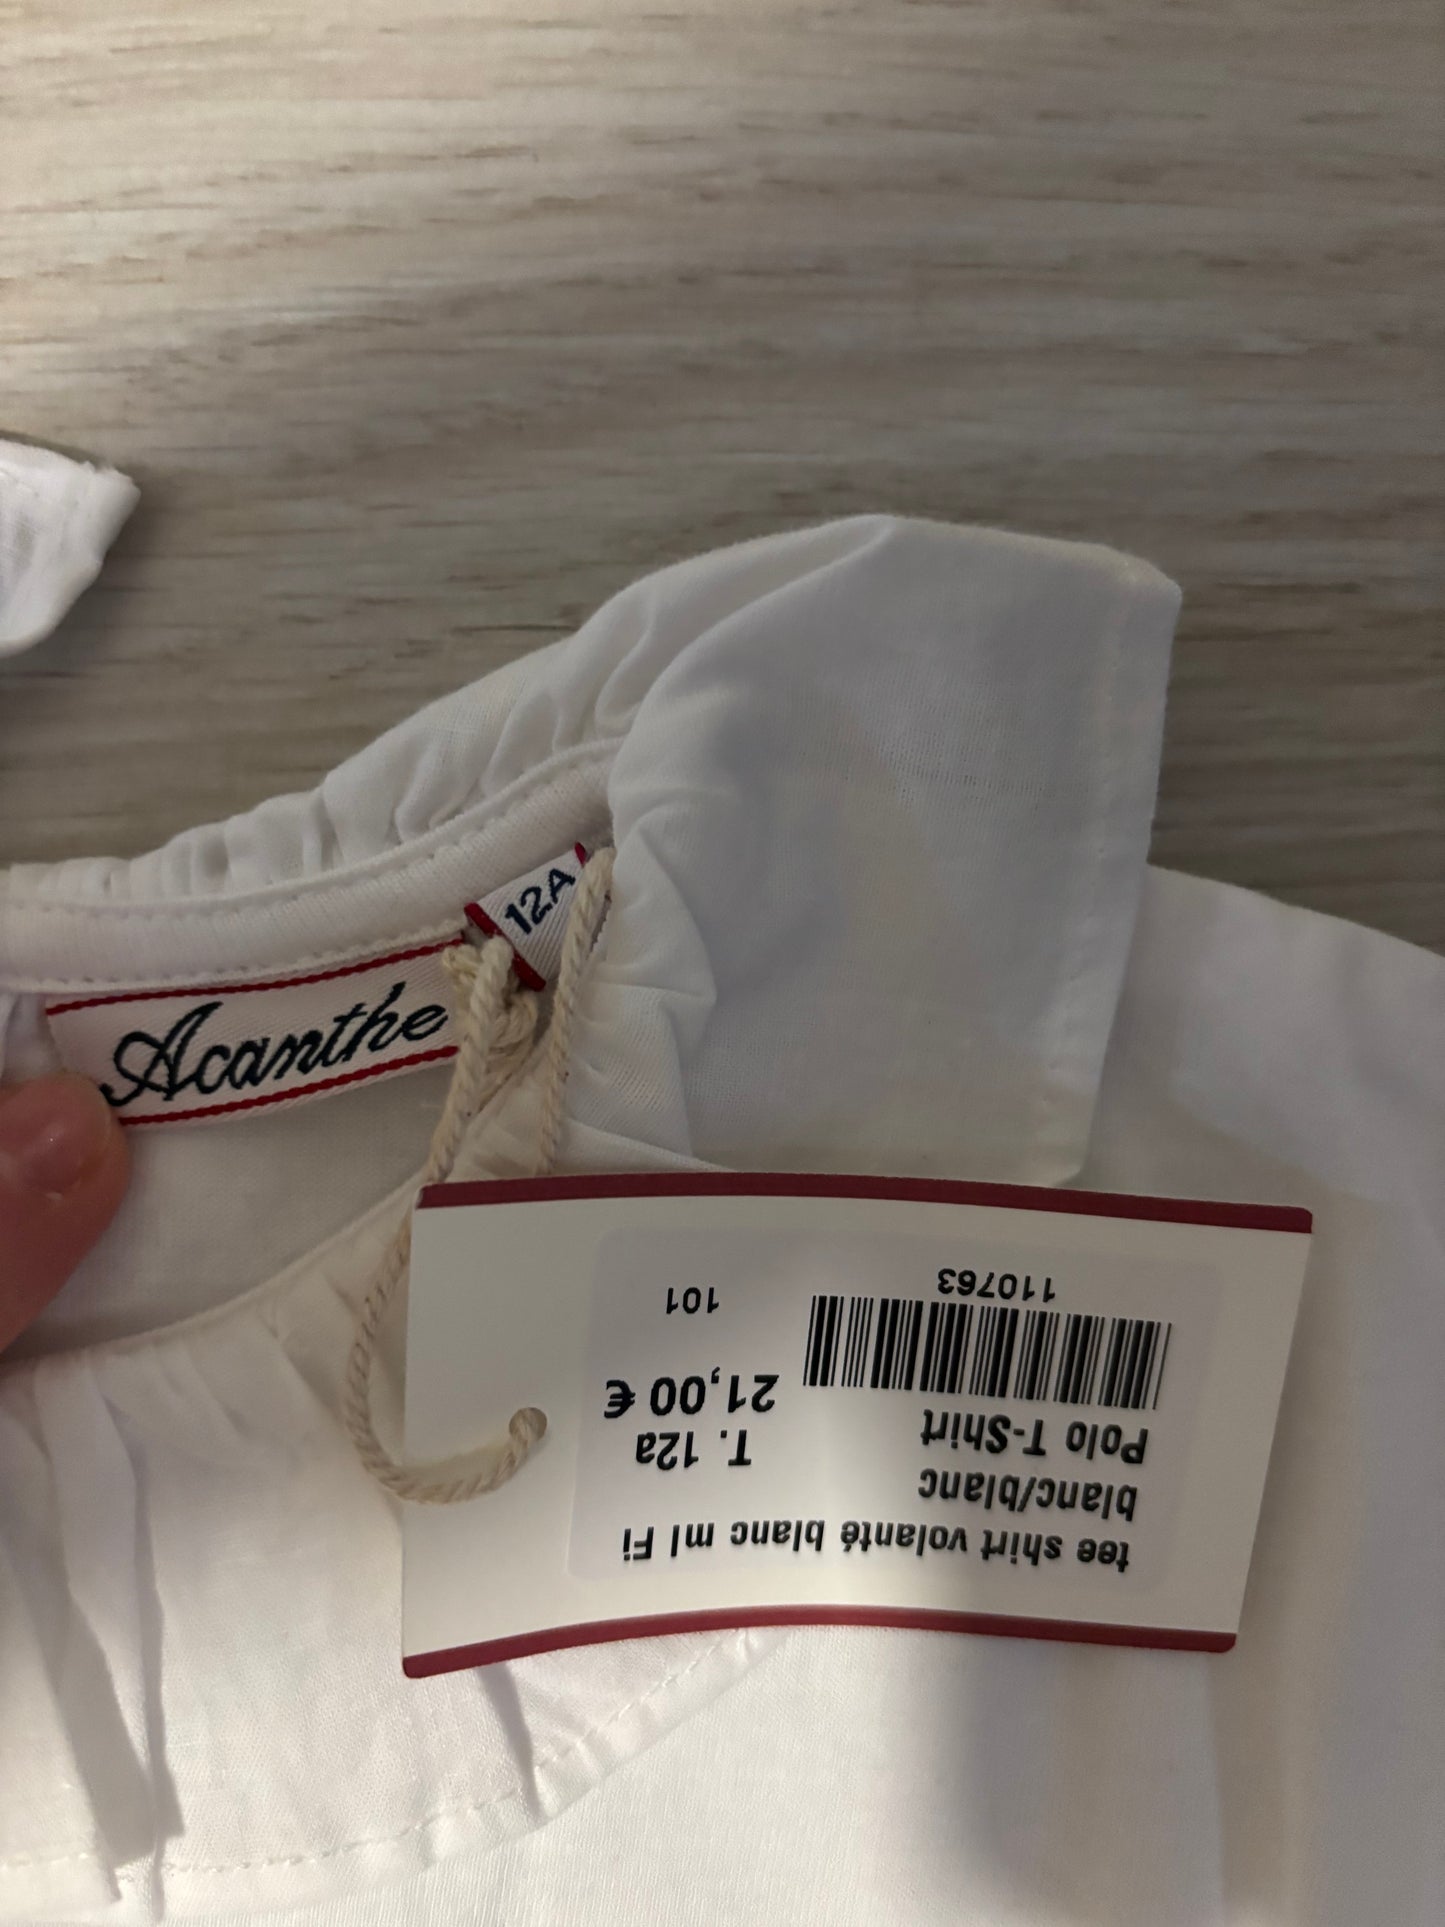 Acanthe
12A
tee shirt volanté blanc ml Fi
blanc/blanc
Polo T-Shirt
T. 12a
21,00 €
110763
101